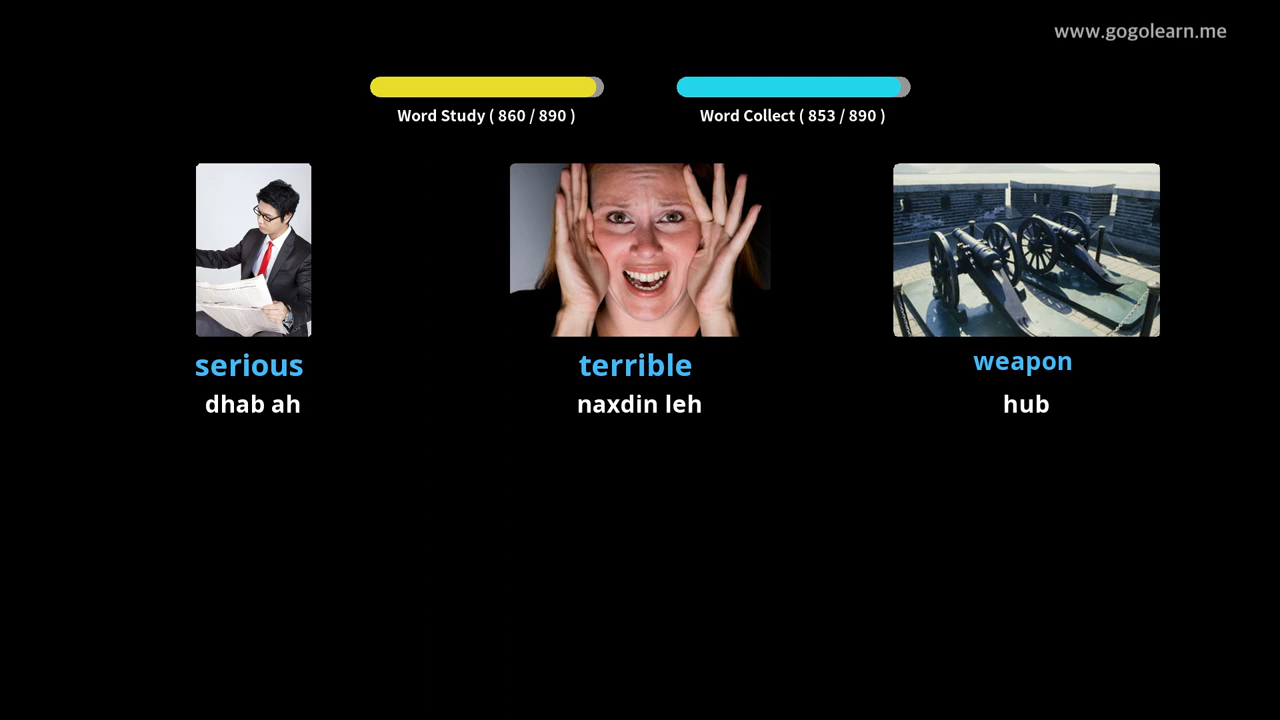 www.gogolearn.me
Word Study ( 860 / 890 )
Word Collect ( 853 / 890 )
serious
dhab ah
terrible
naxdin leh
weapon
hub